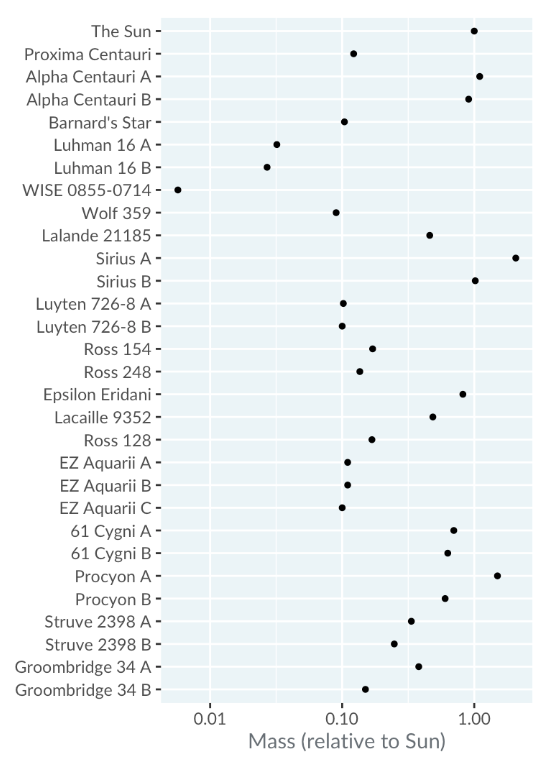 The Sun
Proxima Centauri
Alpha Centauri A
Alpha Centauri B
Barnard's Star
Luhman 16 A
Luhman 16 B
WISE 0855-0714
Wolf 359
Lalande 21185
Sirius A
Sirius B
Luyten 726-8 A
Luyten 726-8 B
Ross 154
Ross 248
Epsilon Eridani
Lacaille 9352
Ross 128
EZ Aquarii A
EZ Aquarii B
EZ Aquarii C
61 Cygni A
61 Cygni B
Procyon A
Procyon B
Struve 2398 A
Struve 2398 B
Groombridge 34 A
Groombridge 34 B
0.01 0.10 1.00
Mass (relative to Sun)